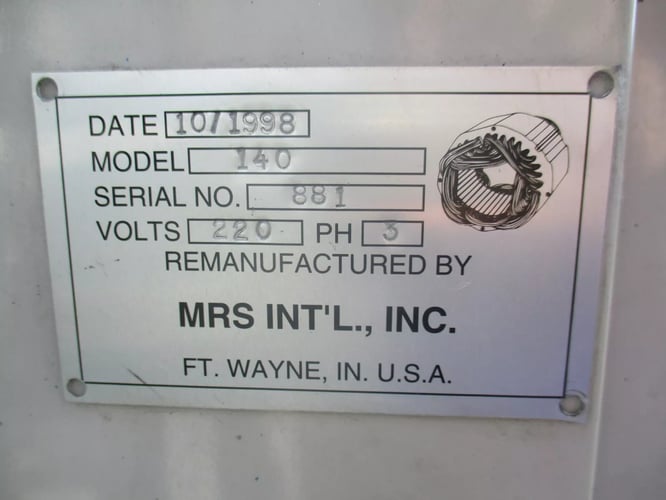 DATE 10/1998
MODEL 140
SERIAL NO. 881
VOLTS 220 PH 3
REMANUFACTURED BY
MRS INT'L., INC.
FT. WAYNE, IN. U.S.A.